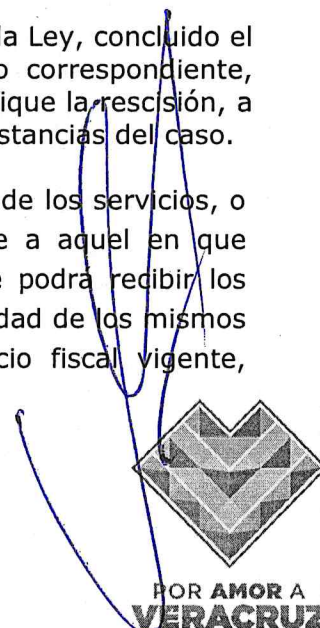 la Ley, concluido el
o correspondiente,
ique la rescisión, a
stancias del caso.
de los servicios, o
e a aquel en que
e podrá recibir los
dad de los mismos
cio fiscal vigente,
POR AMOR A
VERACRUZ